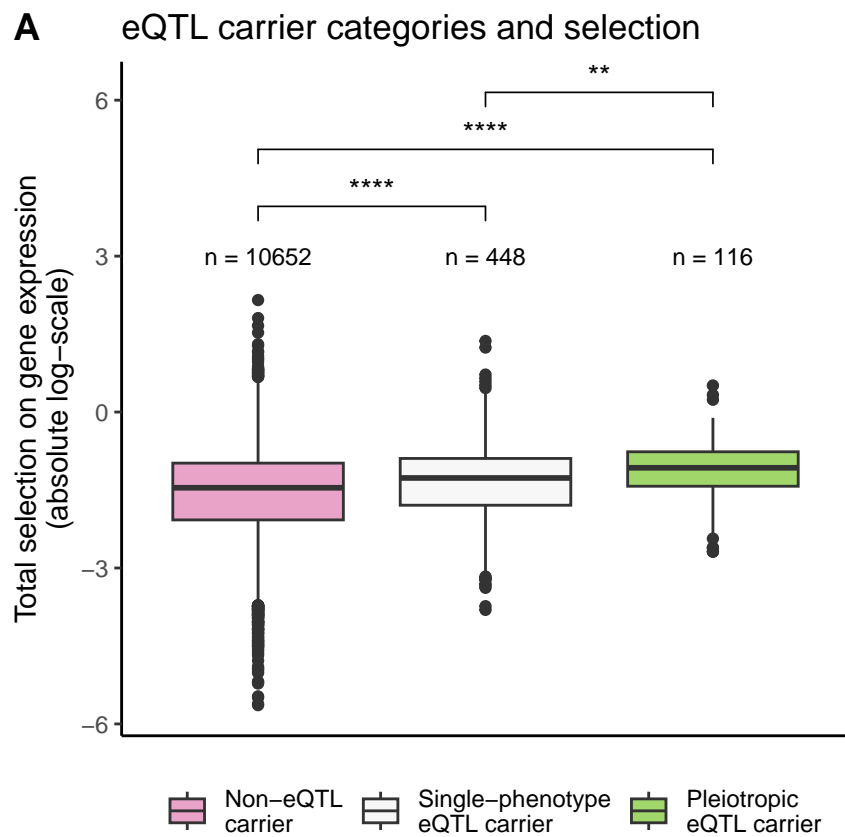 A eQTL carrier categories and selection
**
****
****
n = 10652 n = 448 n = 116
6
3
0
−3
−6
Total selection on gene expression
(absolute log−scale)
Non−eQTL
carrier
Single−phenotype
eQTL carrier
Pleiotropic
eQTL carrier